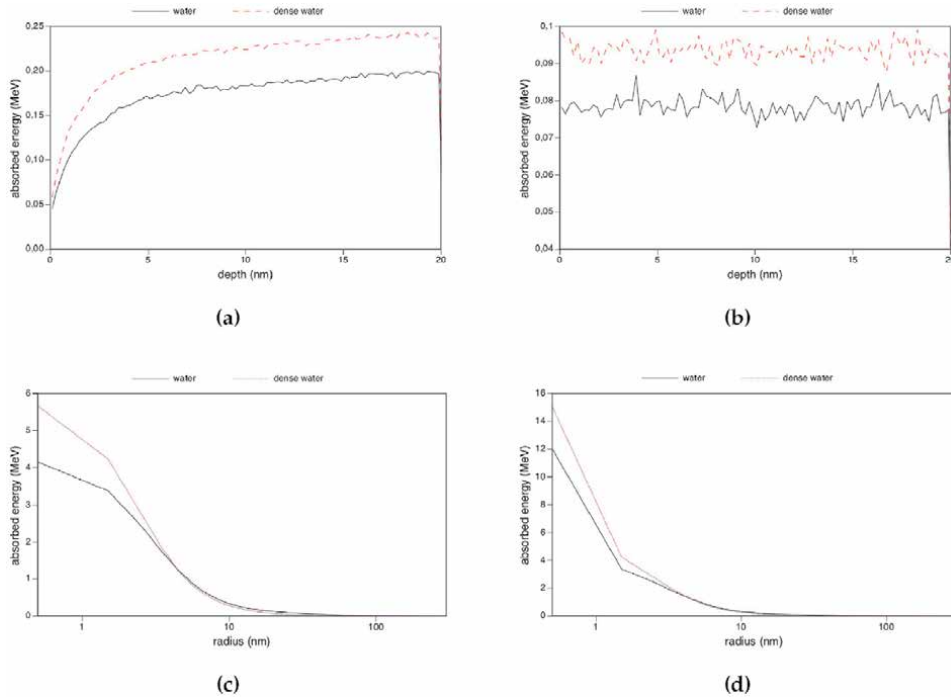 water dense water
0,25
0,20
0,15
0,10
0,05
0,00
absorbed energy (MeV)
0 5 10 15 20
depth (nm)
(a)
water dense water
0,1
0,09
0,08
0,07
0,06
0,05
0,04
absorbed energy (MeV)
0 5 10 15 20
depth (nm)
(b)
water dense water
6
5
4
3
2
1
0
absorbed energy (MeV)
1 10 100
radius (nm)
(c)
water dense water
16
14
12
10
8
6
4
2
0
absorbed energy (MeV)
1 10 100
radius (nm)
(d)